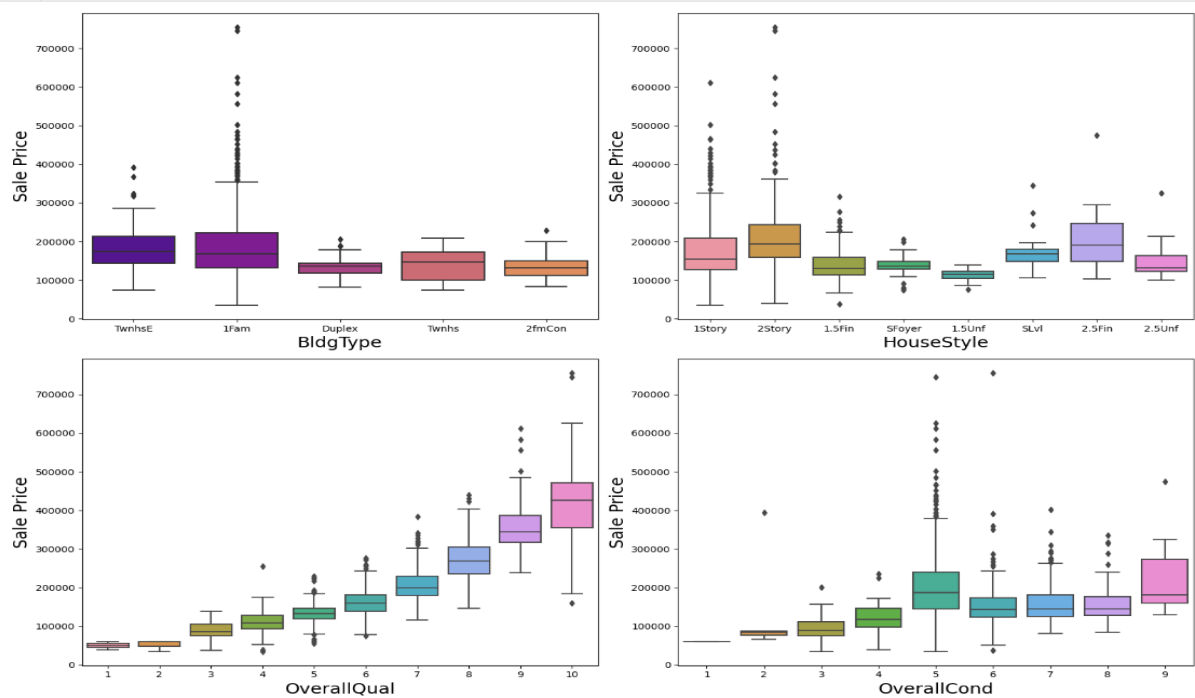 700000
600000
500000
400000
300000
200000
100000
0
Sale Price
TwnhsE 1Fam Duplex Twnhs 2fmCon
BldgType
700000
600000
500000
400000
300000
200000
100000
0
Sale Price
1Story 2Story 1.5Fin SFoyer 1.5Unf SLvl 2.5Fin 2.5Unf
HouseStyle
700000
600000
500000
400000
300000
200000
100000
0
Sale Price
1 2 3 4 5 6 7 8 9 10
OverallQual
700000
600000
500000
400000
300000
200000
100000
0
Sale Price
1 2 3 4 5 6 7 8 9
OverallCond